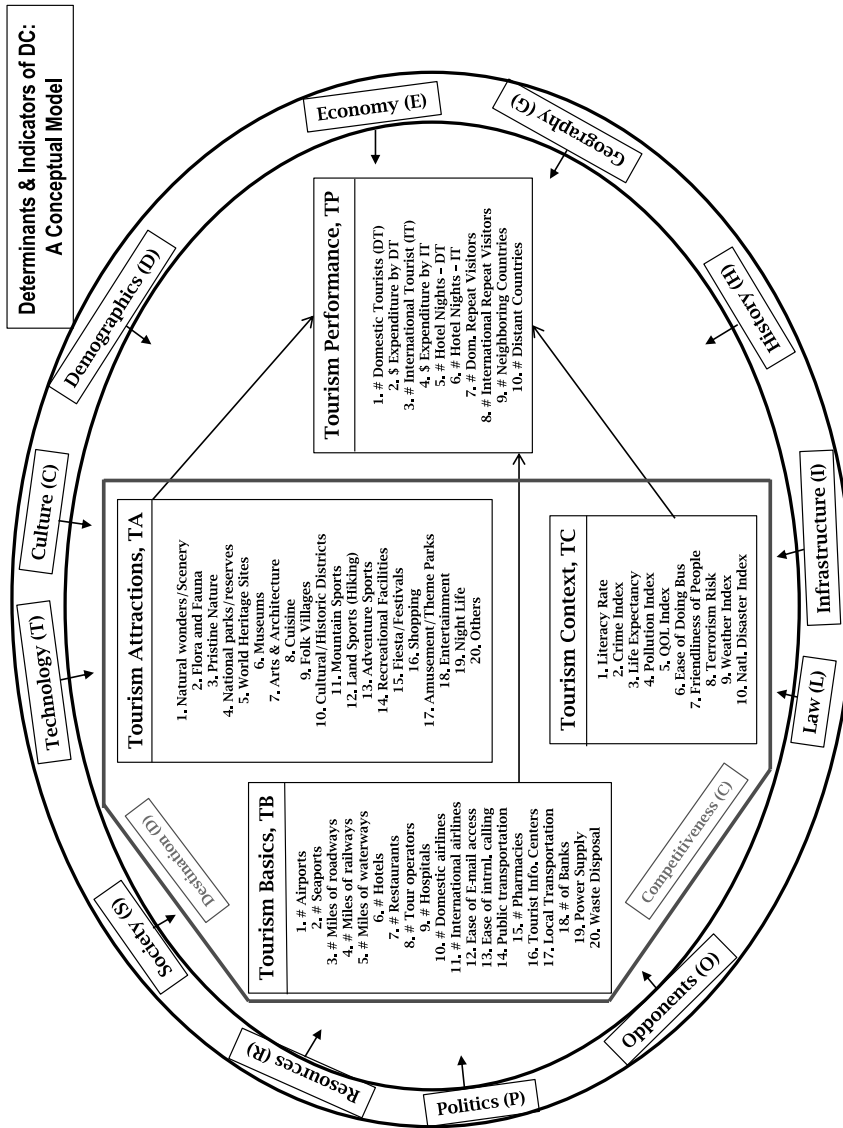 Determinants & Indicators of DC:
A Conceptual Model
Technology (T)
Culture (C)
Demographics (D)
Economy (E)
Geography (G)
History (H)
Infrastructure (I)
Law (L)
Opponents (O)
Politics (P)
Resources (R)
Society (S)
Destination (D)
Competitiveness (C)
Tourism Basics, TB
1. # Airports
2. # Seaports
3. # Miles of roadways
4. # Miles of railways
5. # Miles of waterways
6. # Hotels
7. # Restaurants
8. # Tour operators
9. # Hospitals
10. # Domestic airlines
11. # International airlines
12. Ease of E-mail access
13. Ease of intrnl. calling
14. Public transportation
15. # Pharmacies
16. Tourist Info. Centers
17. Local Transportation
18. # of Banks
19. Power Supply
20. Waste Disposal
Tourism Attractions, TA
1. Natural wonders/Scenery
2. Flora and Fauna
3. Pristine Nature
4. National parks/reserves
5. World Heritage Sites
6. Museums
7. Arts & Architecture
8. Cuisine
9. Folk Villages
10. Cultural/Historic Districts
11. Mountain Sports
12. Land Sports (Hiking)
13. Adventure Sports
14. Recreational Facilities
15. Fiesta/Festivals
16. Shopping
17. Amusement/Theme Parks
18. Entertainment
19. Night Life
20. Others
Tourism Context, TC
1. Literacy Rate
2. Crime Index
3. Life Expectancy
4. Pollution Index
5. QOL Index
6. Ease of Doing Bus
7. Friendliness of People
8. Terrorism Risk
9. Weather Index
10. Natl. Disaster Index
Tourism Performance, TP
1. # Domestic Tourists (DT)
2. $ Expenditure by DT
3. # International Tourist (IT)
4. $ Expenditure by IT
5. # Hotel Nights – DT
6. # Hotel Nights – IT
7. # Dom. Repeat Visitors
8. # International Repeat Visitors
9. # Neighboring Countries
10. # Distant Countries